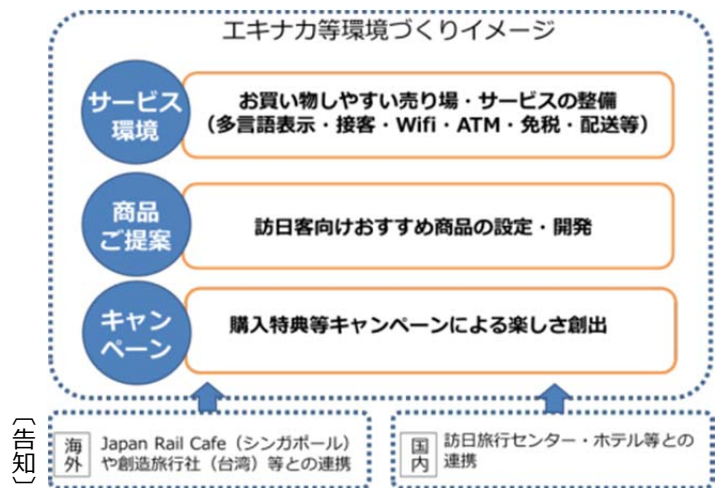 エキナカ等環境づくりイメージ
サービス
環境
お買い物しやすい売り場・サービスの整備
（多言語表示・接客・Wifi・ATM・免税・配送等）
商品
ご提案
訪日客向けおすすめ商品の設定・開発
キャン
ペーン
購入特典等キャンペーンによる楽しさ創出
〔告知〕
海外
Japan Rail Cafe（シンガポール）
や創造旅行社（台湾）等との連携
国内
訪日旅行センター・ホテル等との
連携